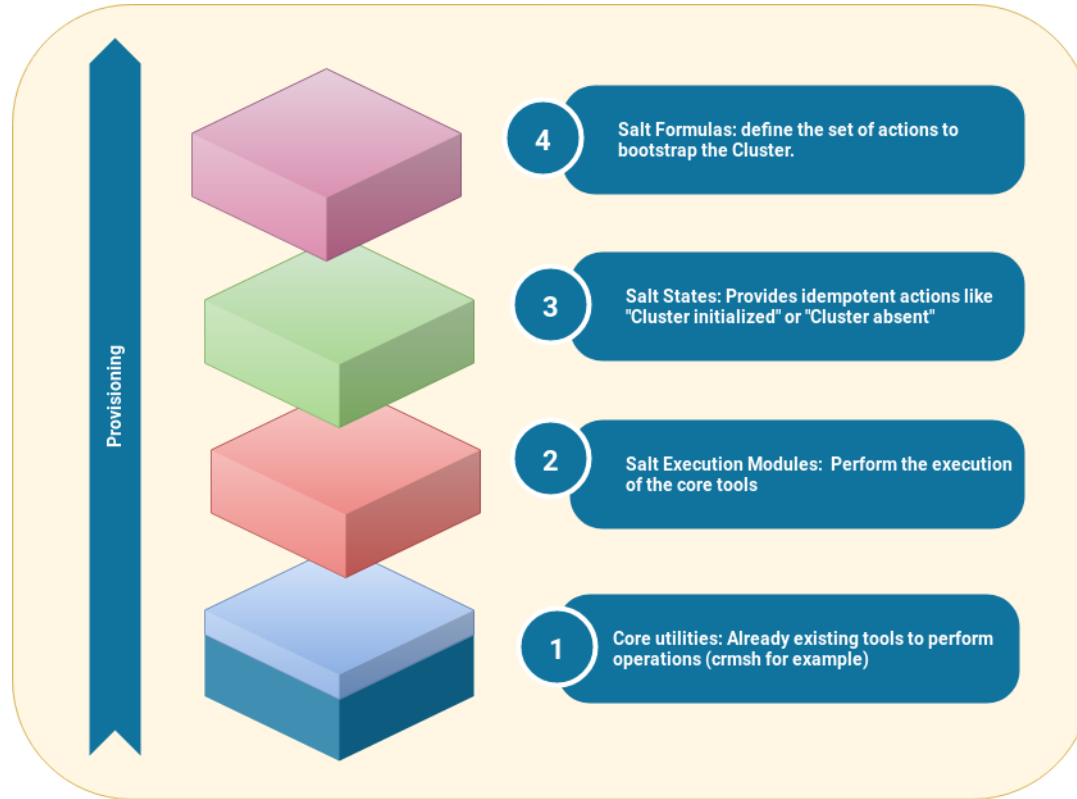 4
Salt Formulas: define the set of actions to
bootstrap the Cluster.
3
Salt States: Provides idempotent actions like
"Cluster initialized" or "Cluster absent"
Provisioning
2
Salt Execution Modules:  Perform the execution
of the core tools
1
Core utilities: Already existing tools to perform
operations (crmsh for example)